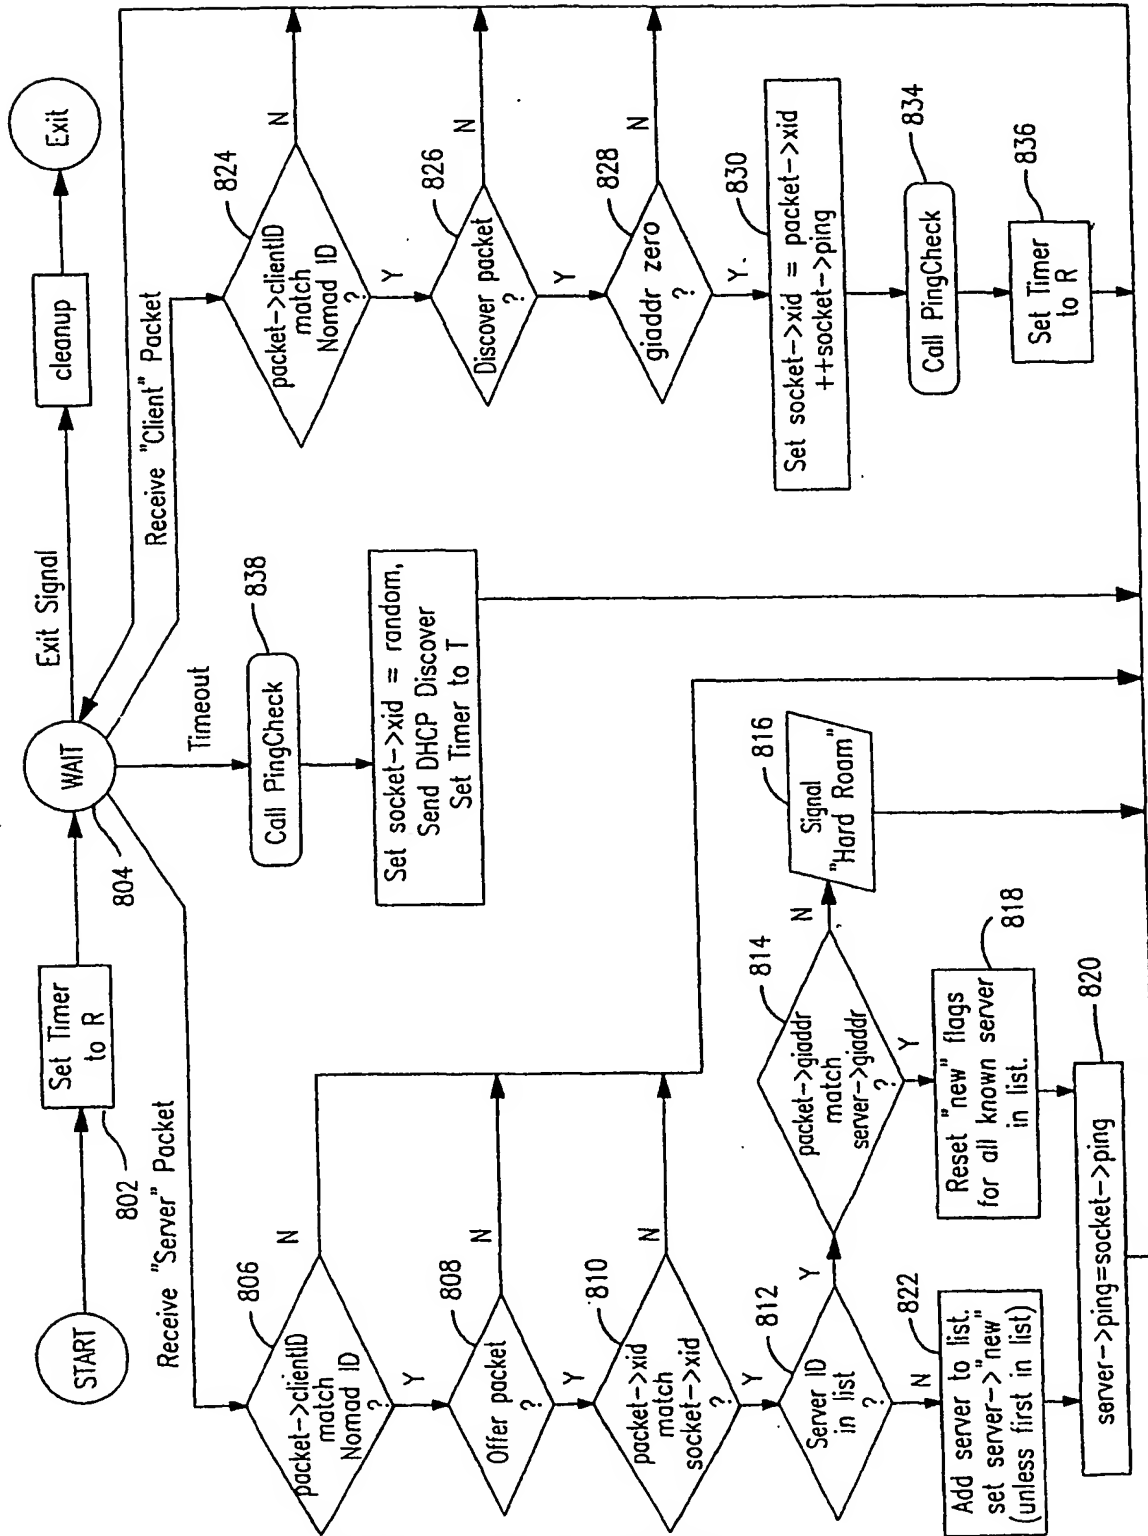 START
Set Timer
to R
802
WAIT
804
Exit Signal
cleanup
Exit
Receive "Server" Packet
packet->clientID
match
Nomad ID
?
806
N
Y
Offer packet
?
808
N
Y
packet->xid
match
socket->xid
?
810
N
Y
Server ID
in list
?
812
Y
N
822
Add server to list.
set server->"new"
(unless first in list)
packet->giaddr
match
server->giaddr
?
814
N
Y
Signal
"Hard Roam"
816
Reset "new" flags
for all known server
in list.
818
server->ping=socket->ping
820
Timeout
Call PingCheck
838
Set socket->xid = random,
Send DHCP Discover
Set Timer to T
Receive "Client" Packet
packet->clientID
match
Nomad ID
?
824
N
Y
Discover packet
?
826
N
Y
giaddr zero
?
828
N
Y
830
Set socket->xid = packet->xid
++socket->ping
Call PingCheck
834
Set Timer
to R
836